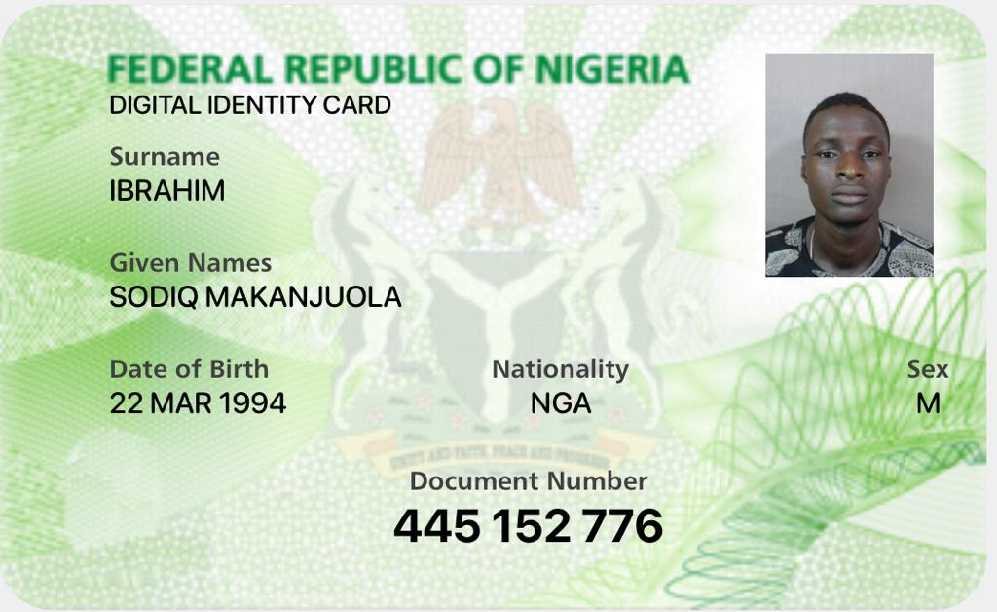 FEDERAL REPUBLIC OF NIGERIA
DIGITAL IDENTITY CARD
Surname
IBRAHIM
Given Names
SODIQ MAKANJUOLA
Date of Birth Nationality Sex
22 MAR 1994 NGA M
UNITY AND FAITH, PEACE AND PROGRESS
Document Number
445 152 776